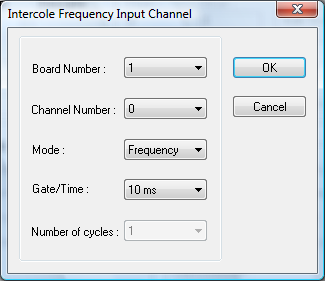 Intercole Frequency Input Channel
Board Number : 1
OK
Channel Number : 0
Cancel
Mode : Frequency
Gate/Time : 10 ms
Number of cycles : 1